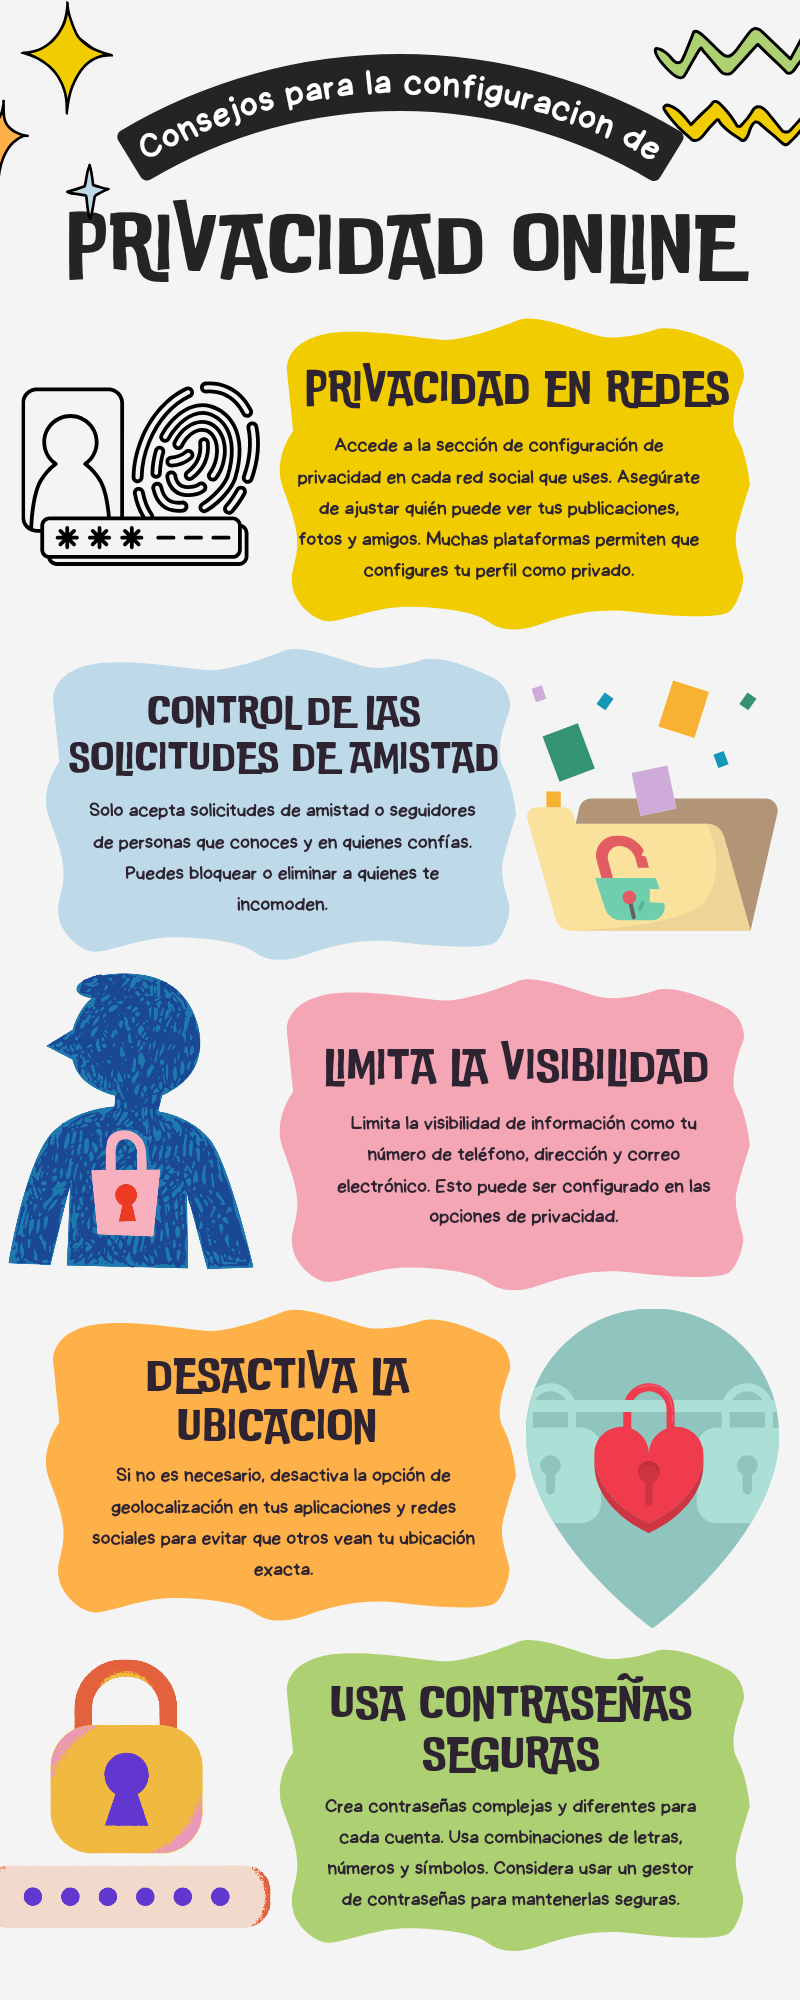 Consejos para la configuracion de
PRIVACIDAD ONLINE
PRIVACIDAD EN REDES
Accede a la sección de configuración de
privacidad en cada red social que uses. Asegúrate
de ajustar quién puede ver tus publicaciones,
fotos y amigos. Muchas plataformas permiten que
configures tu perfil como privado.
CONTROL DE LAS
SOLICITUDES DE AMISTAD
Solo acepta solicitudes de amistad o seguidores
de personas que conoces y en quienes confías.
Puedes bloquear o eliminar a quienes te
incomoden.
LIMITA LA VISIBILIDAD
Limita la visibilidad de información como tu
número de teléfono, dirección y correo
electrónico. Esto puede ser configurado en las
opciones de privacidad.
DESACTIVA LA
UBICACION
Si no es necesario, desactiva la opción de
geolocalización en tus aplicaciones y redes
sociales para evitar que otros vean tu ubicación
exacta.
USA CONTRASEÑAS
SEGURAS
Crea contraseñas complejas y diferentes para
cada cuenta. Usa combinaciones de letras,
números y símbolos. Considera usar un gestor
de contraseñas para mantenerlas seguras.